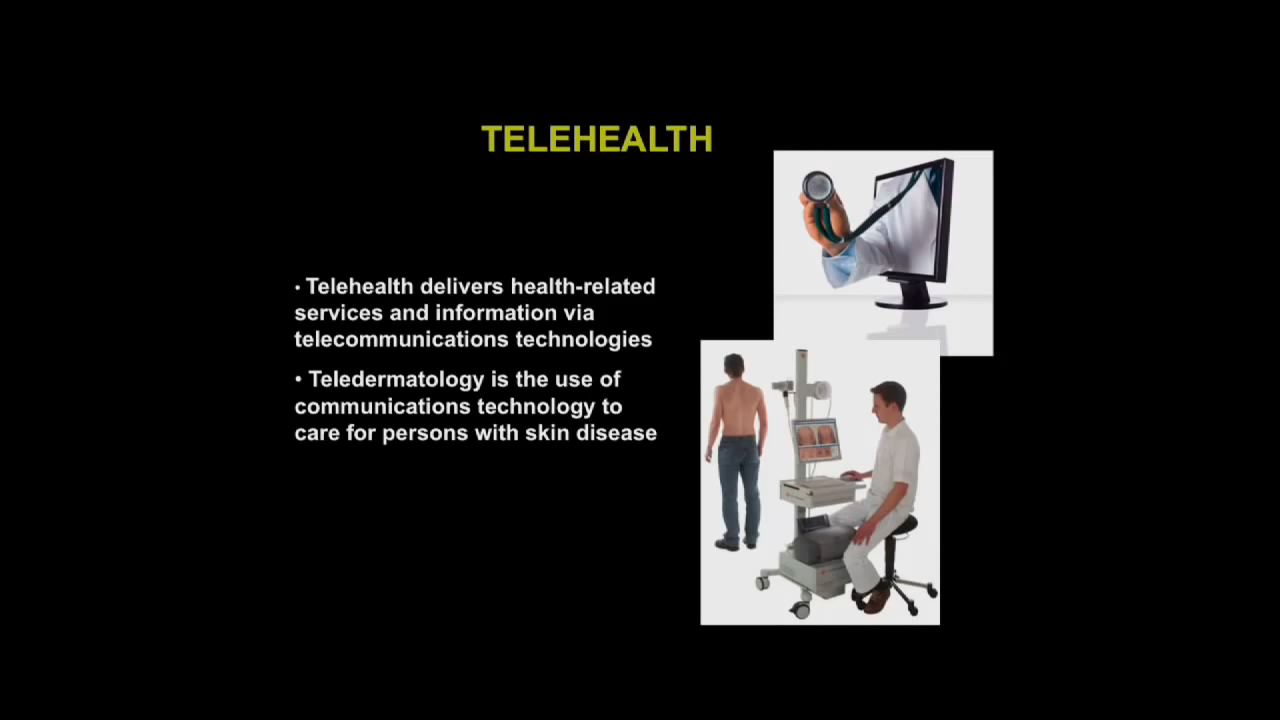 TELEHEALTH
• Telehealth delivers health-related
services and information via
telecommunications technologies
• Teledermatology is the use of
communications technology to
care for persons with skin disease